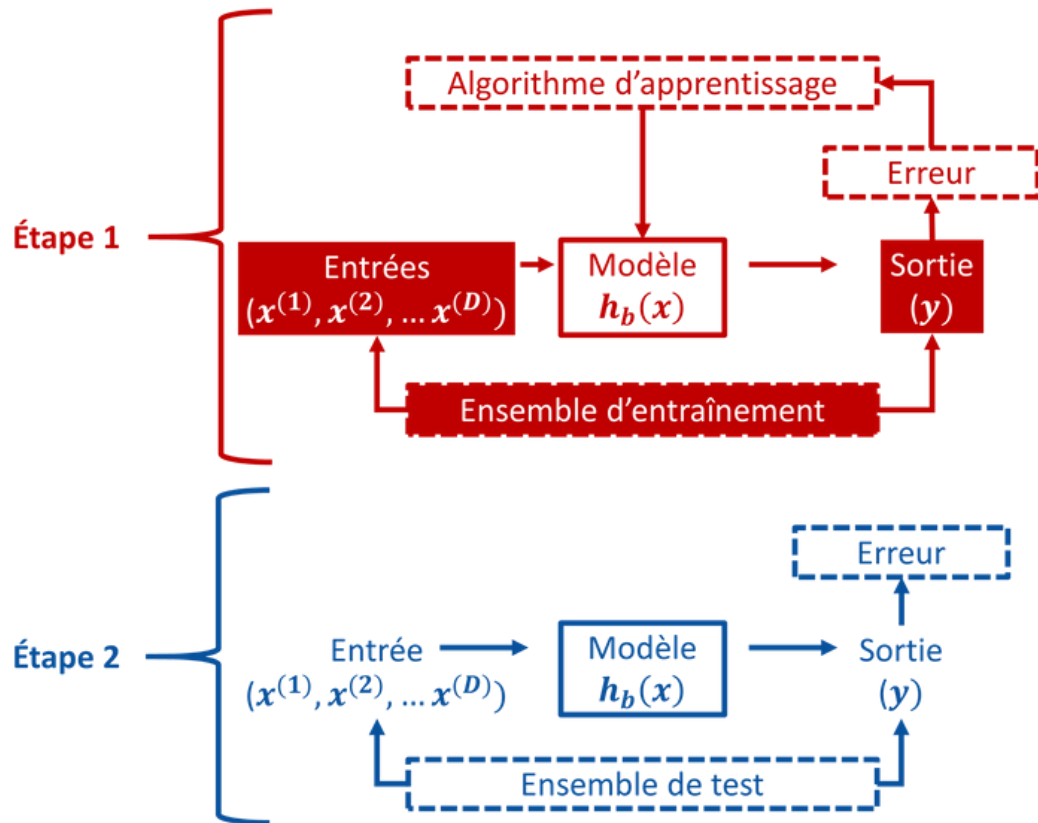 Algorithme d'apprentissage
Erreur
Étape 1
Entrées
(x⁽¹⁾, x⁽²⁾, … x⁽ᴰ⁾)
Modèle
h_b(x)
Sortie
(y)
Ensemble d'entraînement
Erreur
Étape 2
Entrée
(x⁽¹⁾, x⁽²⁾, … x⁽ᴰ⁾)
Modèle
h_b(x)
Sortie
(y)
Ensemble de test